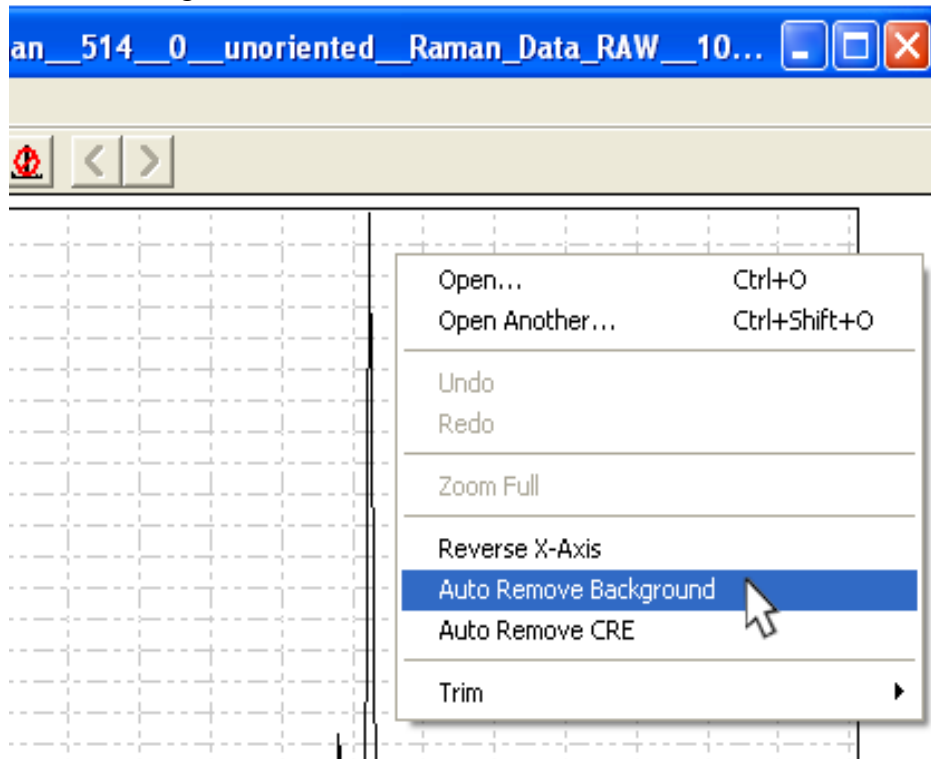 an__514__0__unoriented__Raman_Data_RAW__10...
Open... Ctrl+O
Open Another... Ctrl+Shift+O
Undo
Redo
Zoom Full
Reverse X-Axis
Auto Remove Background
Auto Remove CRE
Trim